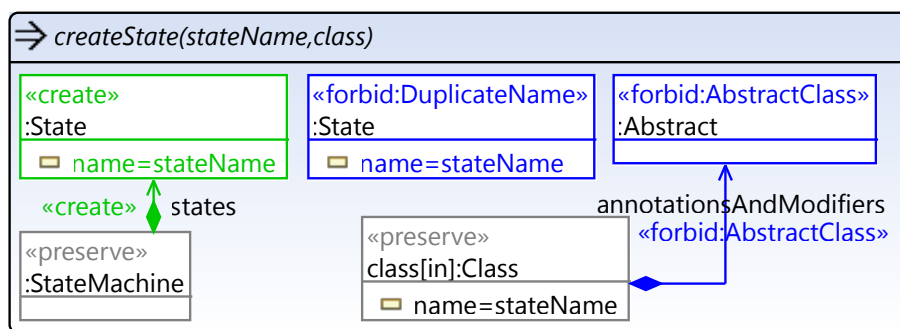 createState(stateName,class)
«create»
:State
name=stateName
«forbid:DuplicateName»
:State
name=stateName
«forbid:AbstractClass»
:Abstract
«create»
states
annotationsAndModifiers
«forbid:AbstractClass»
«preserve»
:StateMachine
«preserve»
class[in]:Class
name=stateName